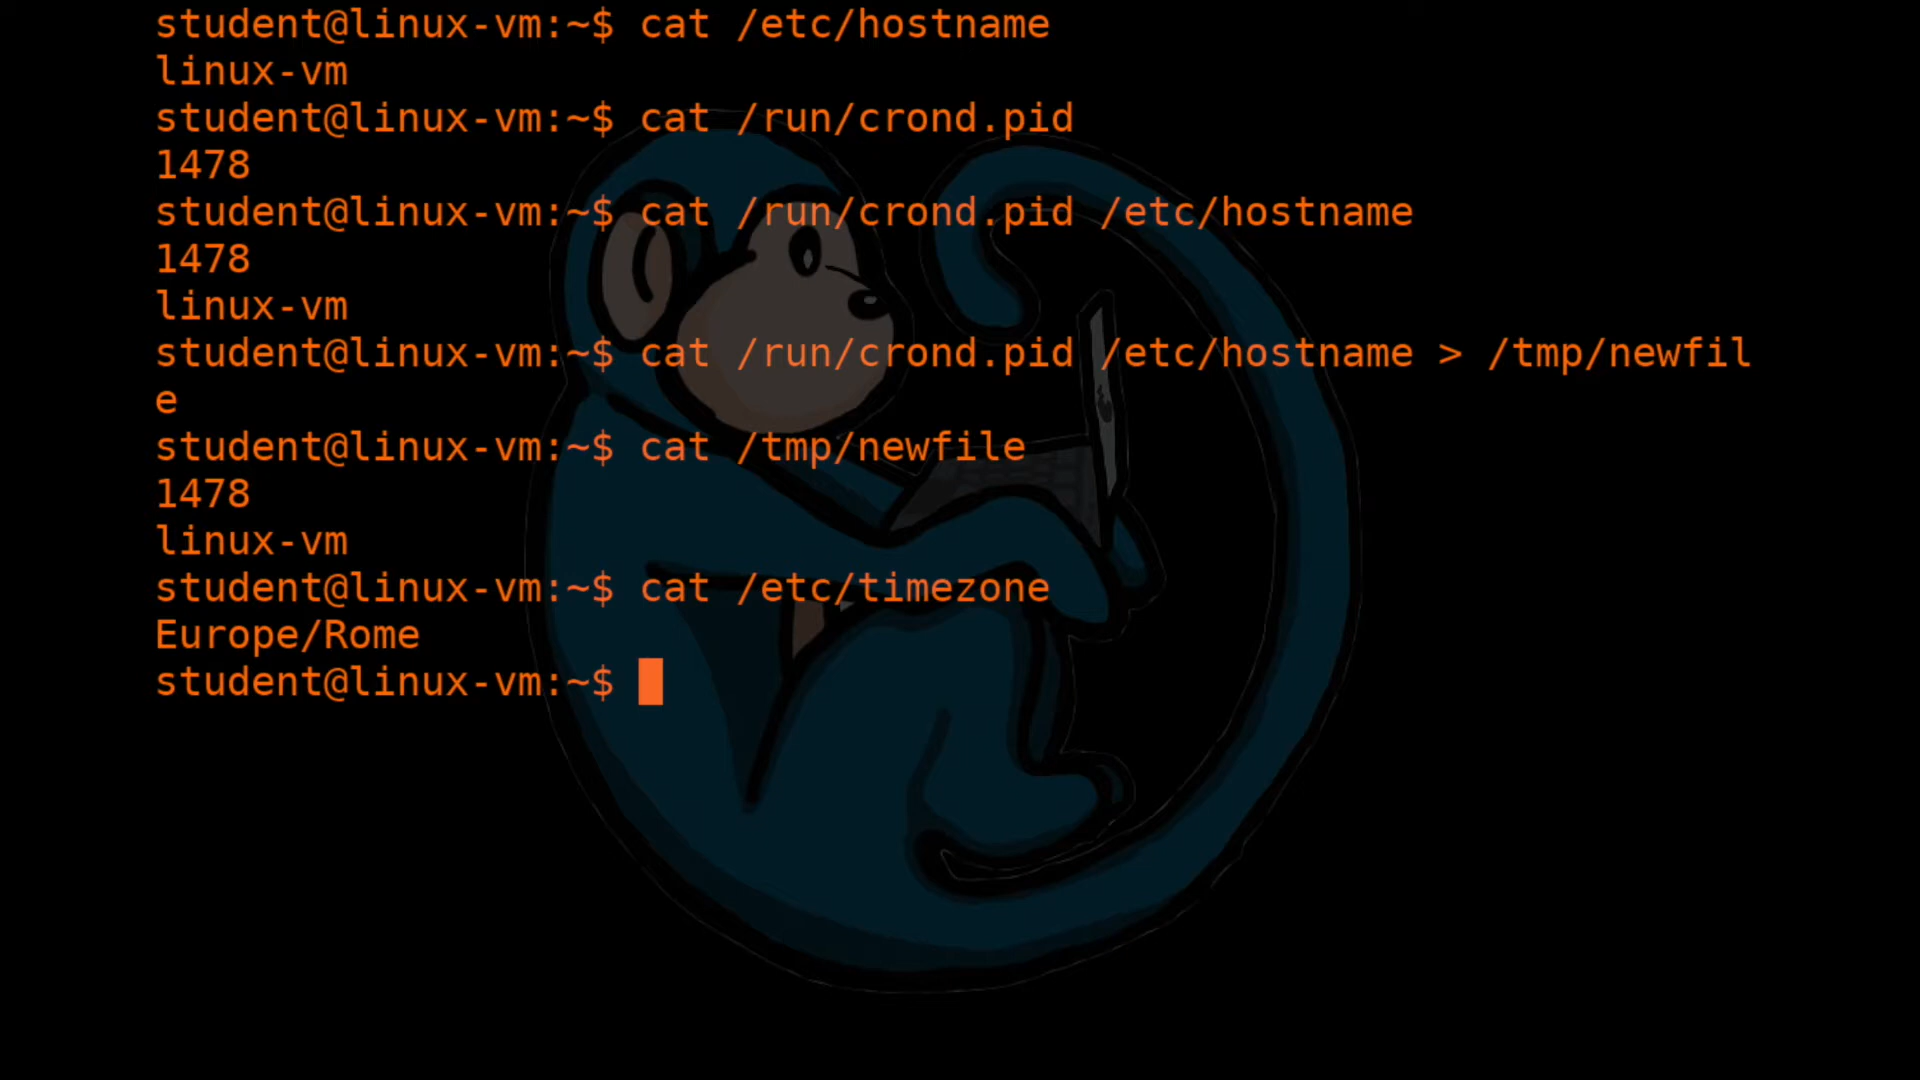 student@linux-vm:~$ cat /etc/hostname
linux-vm
student@linux-vm:~$ cat /run/crond.pid
1478
student@linux-vm:~$ cat /run/crond.pid /etc/hostname
1478
linux-vm
student@linux-vm:~$ cat /run/crond.pid /etc/hostname > /tmp/newfil
e
student@linux-vm:~$ cat /tmp/newfile
1478
linux-vm
student@linux-vm:~$ cat /etc/timezone
Europe/Rome
student@linux-vm:~$